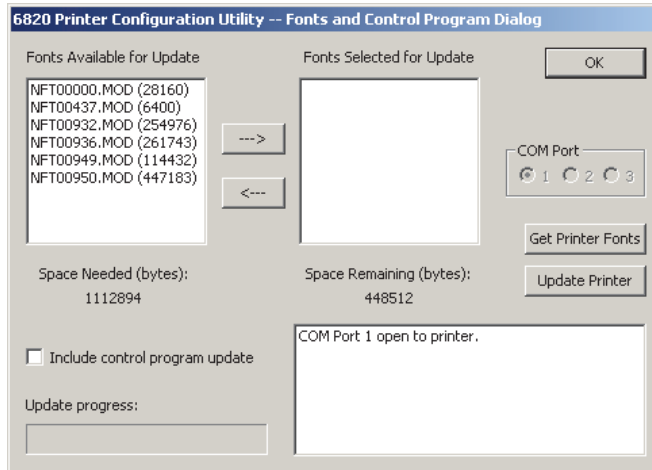 6820 Printer Configuration Utility -- Fonts and Control Program Dialog
Fonts Available for Update
Fonts Selected for Update
OK
NFT00000.MOD (28160)
NFT00437.MOD (6400)
NFT00932.MOD (254976)
NFT00936.MOD (261743)
NFT00949.MOD (114432)
NFT00950.MOD (447183)
--->
<---
COM Port
1 2 3
Get Printer Fonts
Update Printer
Space Needed (bytes):
1112894
Space Remaining (bytes):
448512
Include control program update
COM Port 1 open to printer.
Update progress: